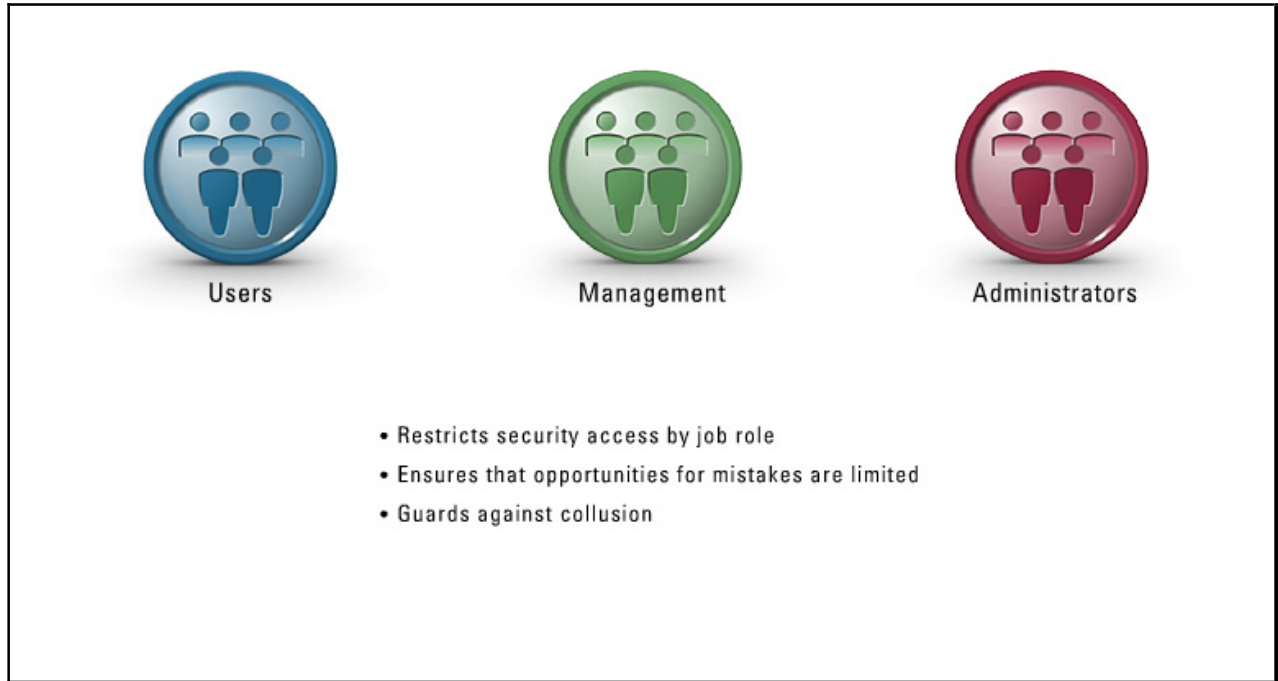 Users
Management
Administrators
• Restricts security access by job role
• Ensures that opportunities for mistakes are limited
• Guards against collusion